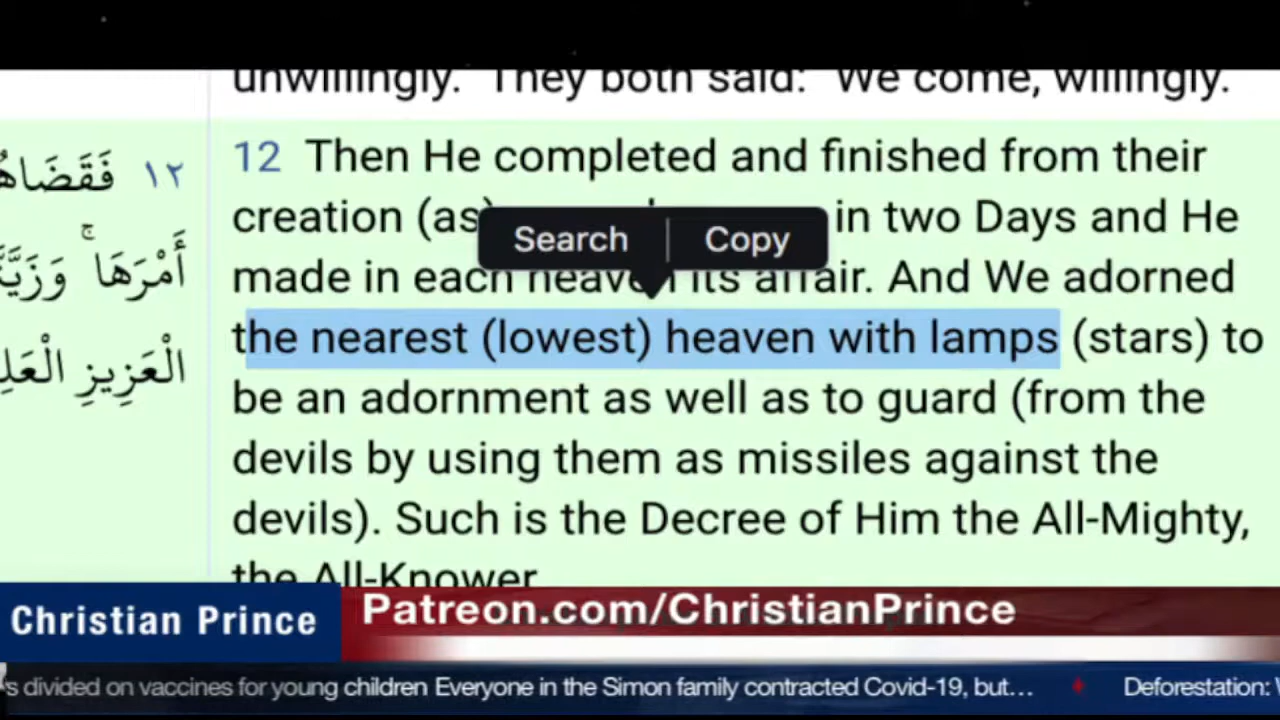 unwillingly." They both said: "We come, willingly.
١٢ فَقَضَاهُ
12 Then He completed and finished from their
creation (as) in two Days and He
Search Copy
أَمْرَهَا ۚ
made in each heaven its affair. And We adorned
the nearest (lowest) heaven with lamps (stars) to
الْعَزِيزِ
be an adornment as well as to guard (from the
devils by using them as missiles against the
devils). Such is the Decree of Him the All-Mighty,
the All-Knower
Christian Prince
Patreon.com/ChristianPrince
's divided on vaccines for young children Everyone in the Simon family contracted Covid-19, but… Deforestation: